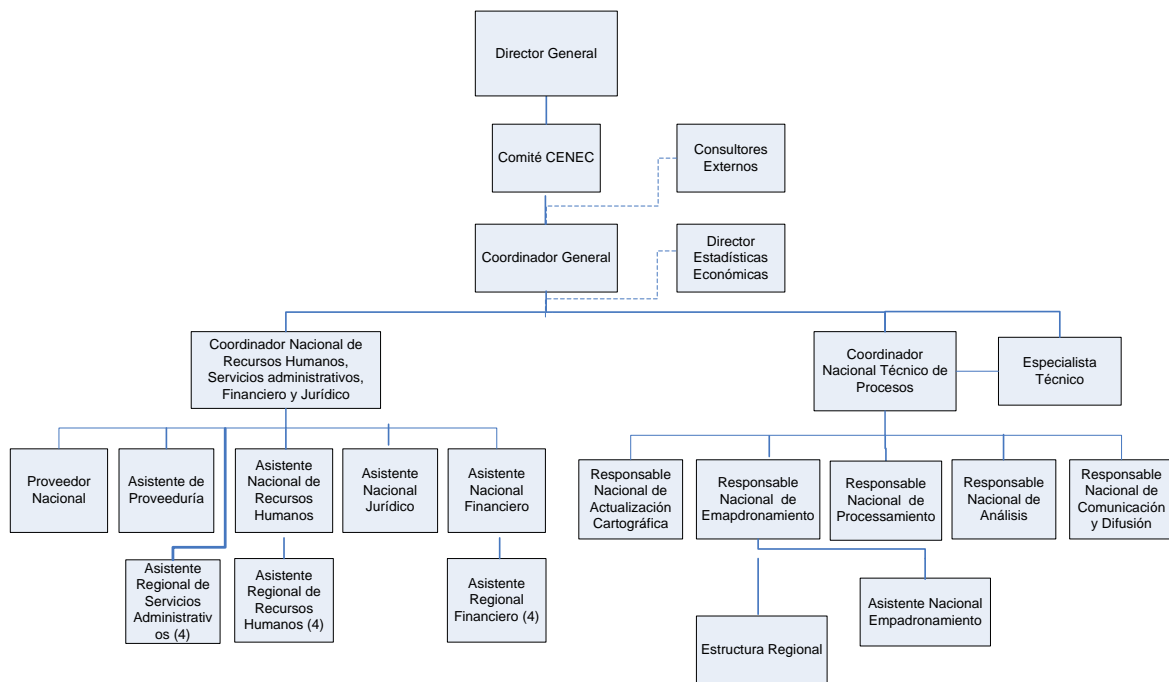 Director General
Comité CENEC
Consultores
Externos
Coordinador General
Director
Estadísticas
Económicas
Coordinador Nacional de
Recursos Humanos,
Servicios administrativos,
Financiero y Jurídico
Coordinador
Nacional Técnico de
Procesos
Especialista
Técnico
Proveedor
Nacional
Asistente de
Proveeduría
Asistente
Nacional de
Recursos
Humanos
Asistente
Nacional
Jurídico
Asistente
Nacional
Financiero
Responsable
Nacional de
Actualización
Cartográfica
Responsable
Nacional de
Emapdronamiento
Responsable
Nacional de
Processamiento
Responsable
Nacional de
Análisis
Responsable
Nacional de
Comunicación
y Difusión
Asistente
Regional de
Servicios
Administrativ
os (4)
Asistente
Regional de
Recursos
Humanos (4)
Asistente
Regional
Financiero (4)
Asistente Nacional
Empadronamiento
Estructura Regional